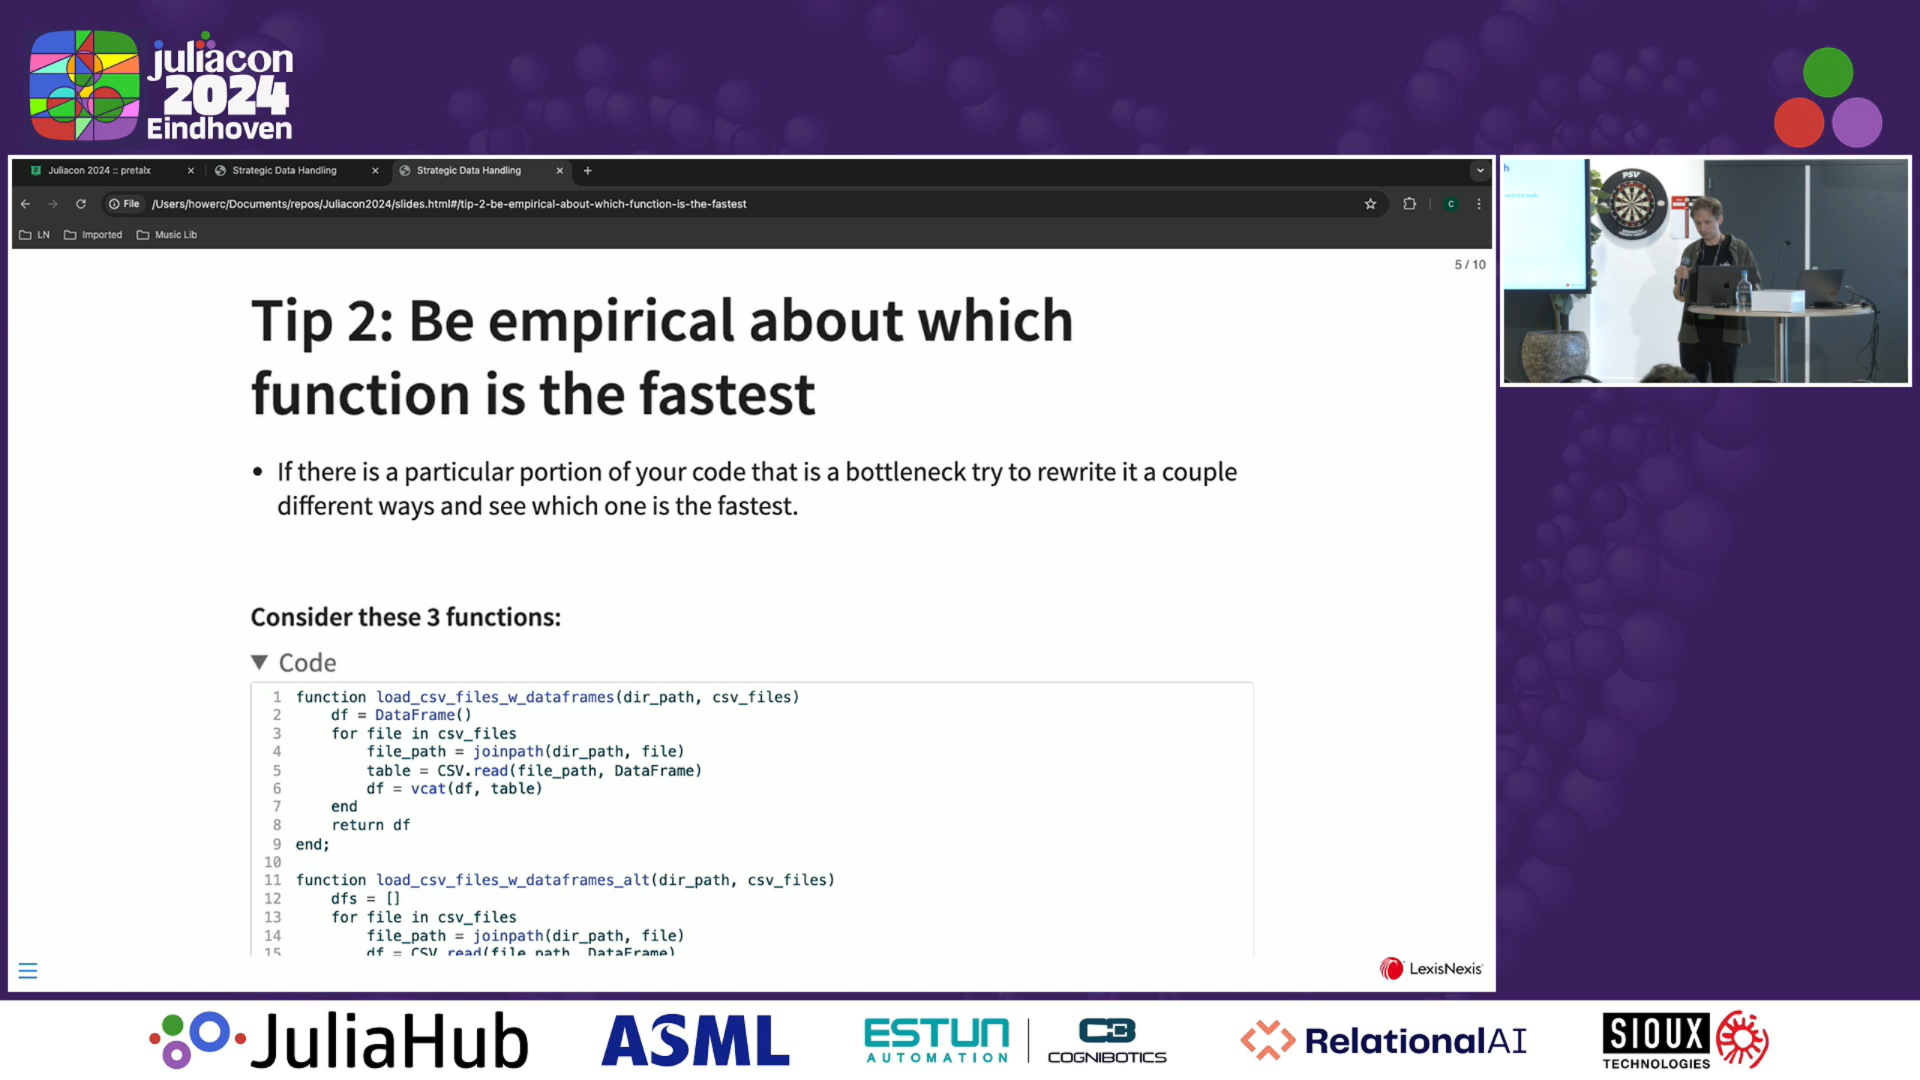 juliacon
2024
Eindhoven
Juliacon 2024 :: pretalx
Strategic Data Handling
Strategic Data Handling
File
/Users/howerc/Documents/repos/Juliacon2024/slides.html#/tip-2-be-empirical-about-which-function-is-the-fastest
C
LN
Imported
Music Lib
5 / 10
Tip 2: Be empirical about which
function is the fastest
• If there is a particular portion of your code that is a bottleneck try to rewrite it a couple
different ways and see which one is the fastest.
Consider these 3 functions:
▼ Code
1 function load_csv_files_w_dataframes(dir_path, csv_files)
2 df = DataFrame()
3 for file in csv_files
4 file_path = joinpath(dir_path, file)
5 table = CSV.read(file_path, DataFrame)
6 df = vcat(df, table)
7 end
8 return df
9 end;
10
11 function load_csv_files_w_dataframes_alt(dir_path, csv_files)
12 dfs = []
13 for file in csv_files
14 file_path = joinpath(dir_path, file)
15 df = CSV.read(file_path, DataFrame)
LexisNexis
PSV
JuliaHub
ASML
ESTUN
AUTOMATION
COGNIBOTICS
RelationalAI
SIOUX
TECHNOLOGIES